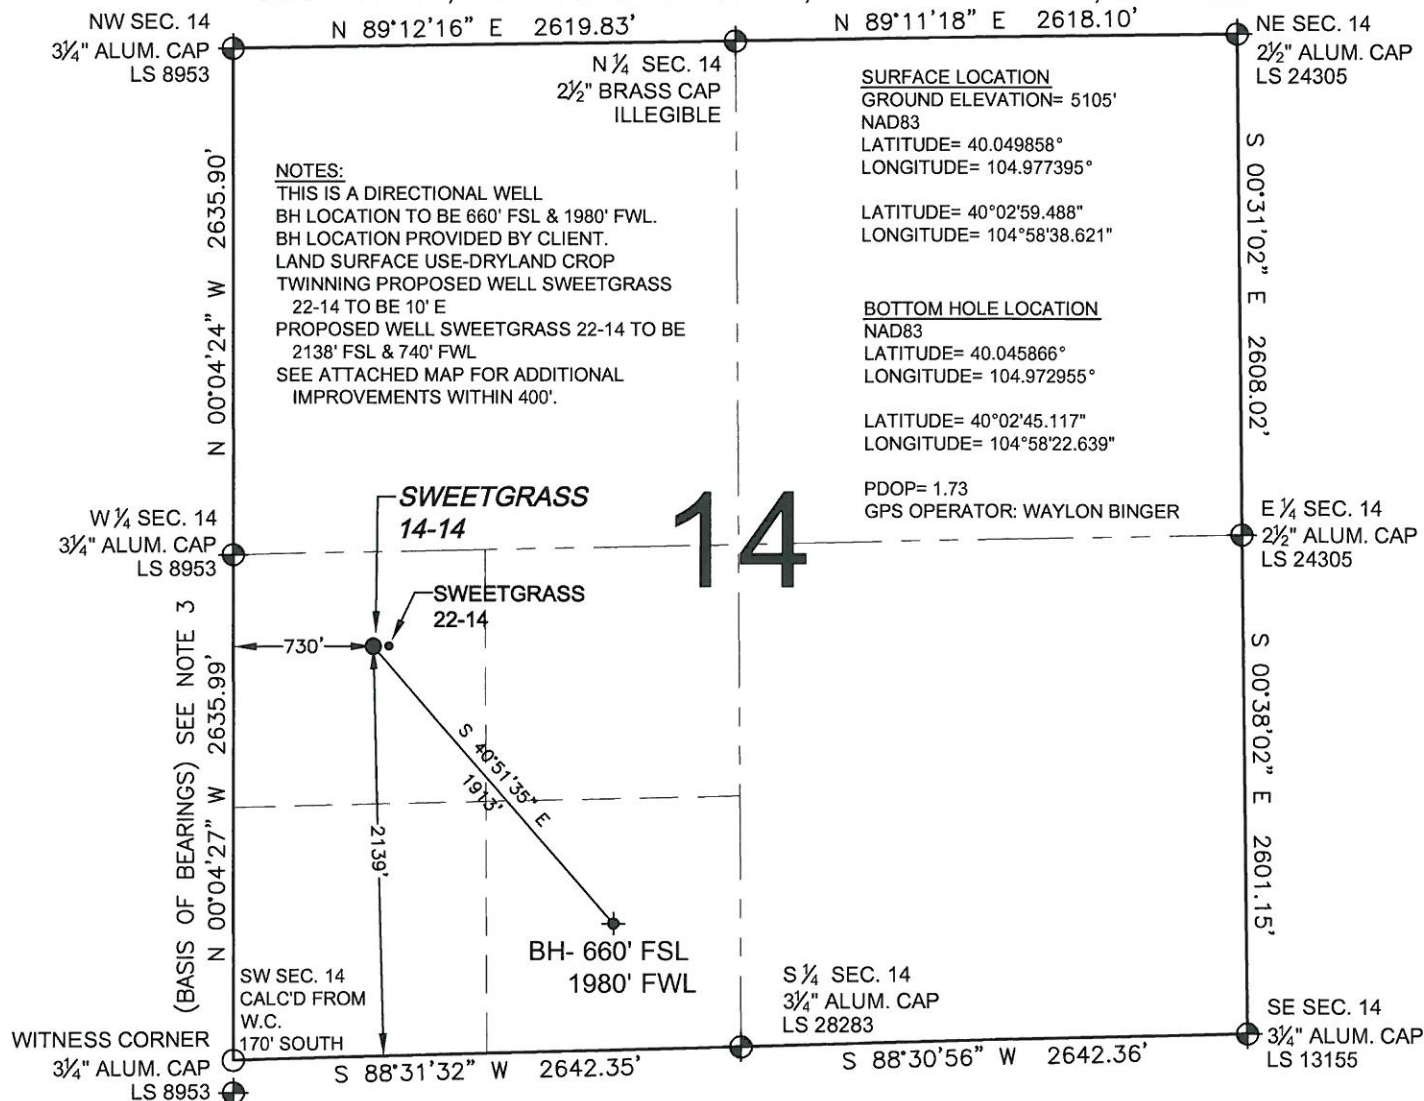 N 89°12'16" E 2619.83'
N 89°11'18" E 2618.10'
NW SEC. 14
3¼" ALUM. CAP
LS 8953
N ¼ SEC. 14
2½" BRASS CAP
ILLEGIBLE
NE SEC. 14
2½" ALUM. CAP
LS 24305
NOTES:
THIS IS A DIRECTIONAL WELL
BH LOCATION TO BE 660' FSL & 1980' FWL.
BH LOCATION PROVIDED BY CLIENT.
LAND SURFACE USE-DRYLAND CROP
TWINNING PROPOSED WELL SWEETGRASS
22-14 TO BE 10' E
PROPOSED WELL SWEETGRASS 22-14 TO BE
2138' FSL & 740' FWL
SEE ATTACHED MAP FOR ADDITIONAL
IMPROVEMENTS WITHIN 400'.
SURFACE LOCATION
GROUND ELEVATION= 5105'
NAD83
LATITUDE= 40.049858°
LONGITUDE= 104.977395°
LATITUDE= 40°02'59.488"
LONGITUDE= 104°58'38.621"
BOTTOM HOLE LOCATION
NAD83
LATITUDE= 40.045866°
LONGITUDE= 104.972955°
LATITUDE= 40°02'45.117"
LONGITUDE= 104°58'22.639"
PDOP= 1.73
GPS OPERATOR: WAYLON BINGER
N 00°04'24" W 2635.90'
S 00°31'02" E 2608.02'
W ¼ SEC. 14
3¼" ALUM. CAP
LS 8953
SWEETGRASS
14-14
14
E ¼ SEC. 14
2½" ALUM. CAP
LS 24305
SWEETGRASS
22-14
730'
2139'
S 40°51'35" E
1913'
(BASIS OF BEARINGS) SEE NOTE 3
N 00°04'27" W 2635.99'
S 00°38'02" E 2601.15'
BH- 660' FSL
1980' FWL
SW SEC. 14
CALC'D FROM
W.C.
170' SOUTH
WITNESS CORNER
3¼" ALUM. CAP
LS 8953
S ¼ SEC. 14
3¼" ALUM. CAP
LS 28283
SE SEC. 14
3¼" ALUM. CAP
LS 13155
S 88°31'32" W 2642.35'
S 88°30'56" W 2642.36'